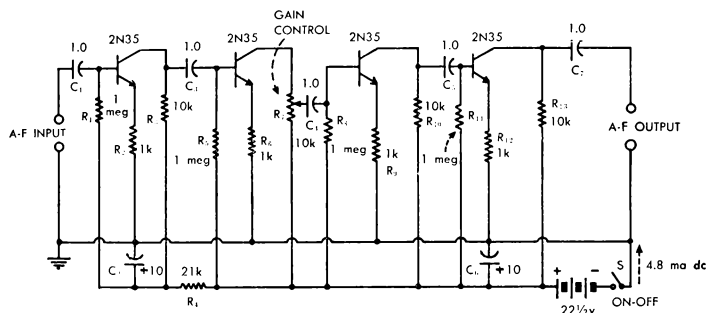 GAIN
CONTROL
2N35
2N35
2N35
2N35
1.0
1.0
1.0
1.0
1.0
C₁
C₃
C₅
C₇
1
meg
R₁
R₂
1k
10k
R₅
1 meg
R₆
1k
R₇
10k
R₈
1 meg
1k
R₉
10k
R₁₀
R₁₁
1 meg
R₁₂
1k
R₁₃
10k
A-F INPUT
A-F OUTPUT
+10
21k
R₄
C₆
+10
+
−
S
ON-OFF
22½v
4.8 ma dc